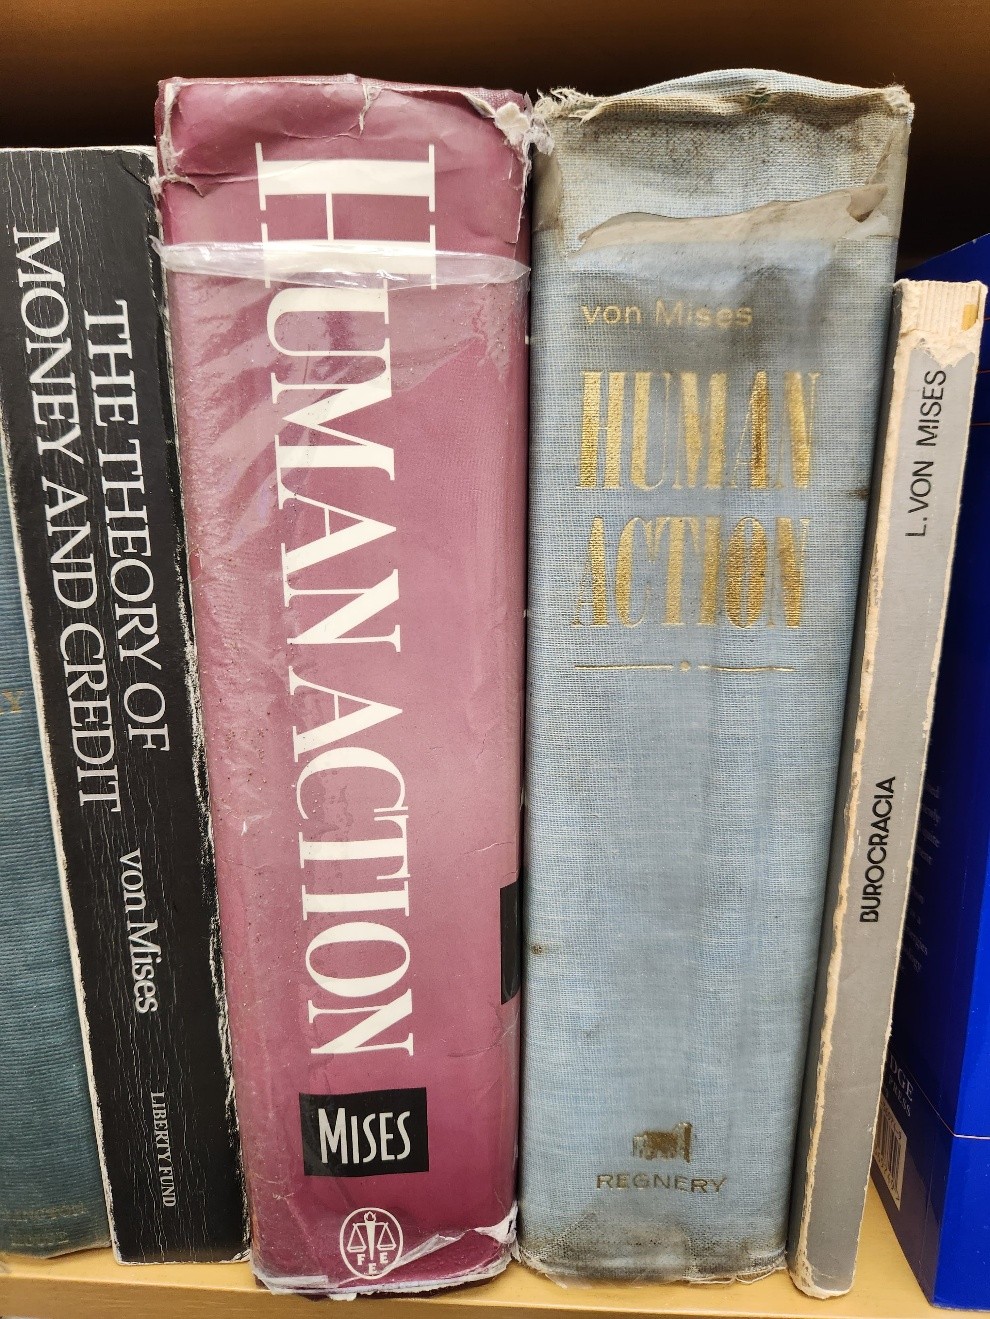 Y
THE THEORY OF
MONEY AND CREDIT
von Mises
LIBERTY FUND
HUMAN ACTION
MISES
F E E
von Mises
HUMAN
ACTION
REGNERY
L. VON MISES
BUROCRACIA
DGE